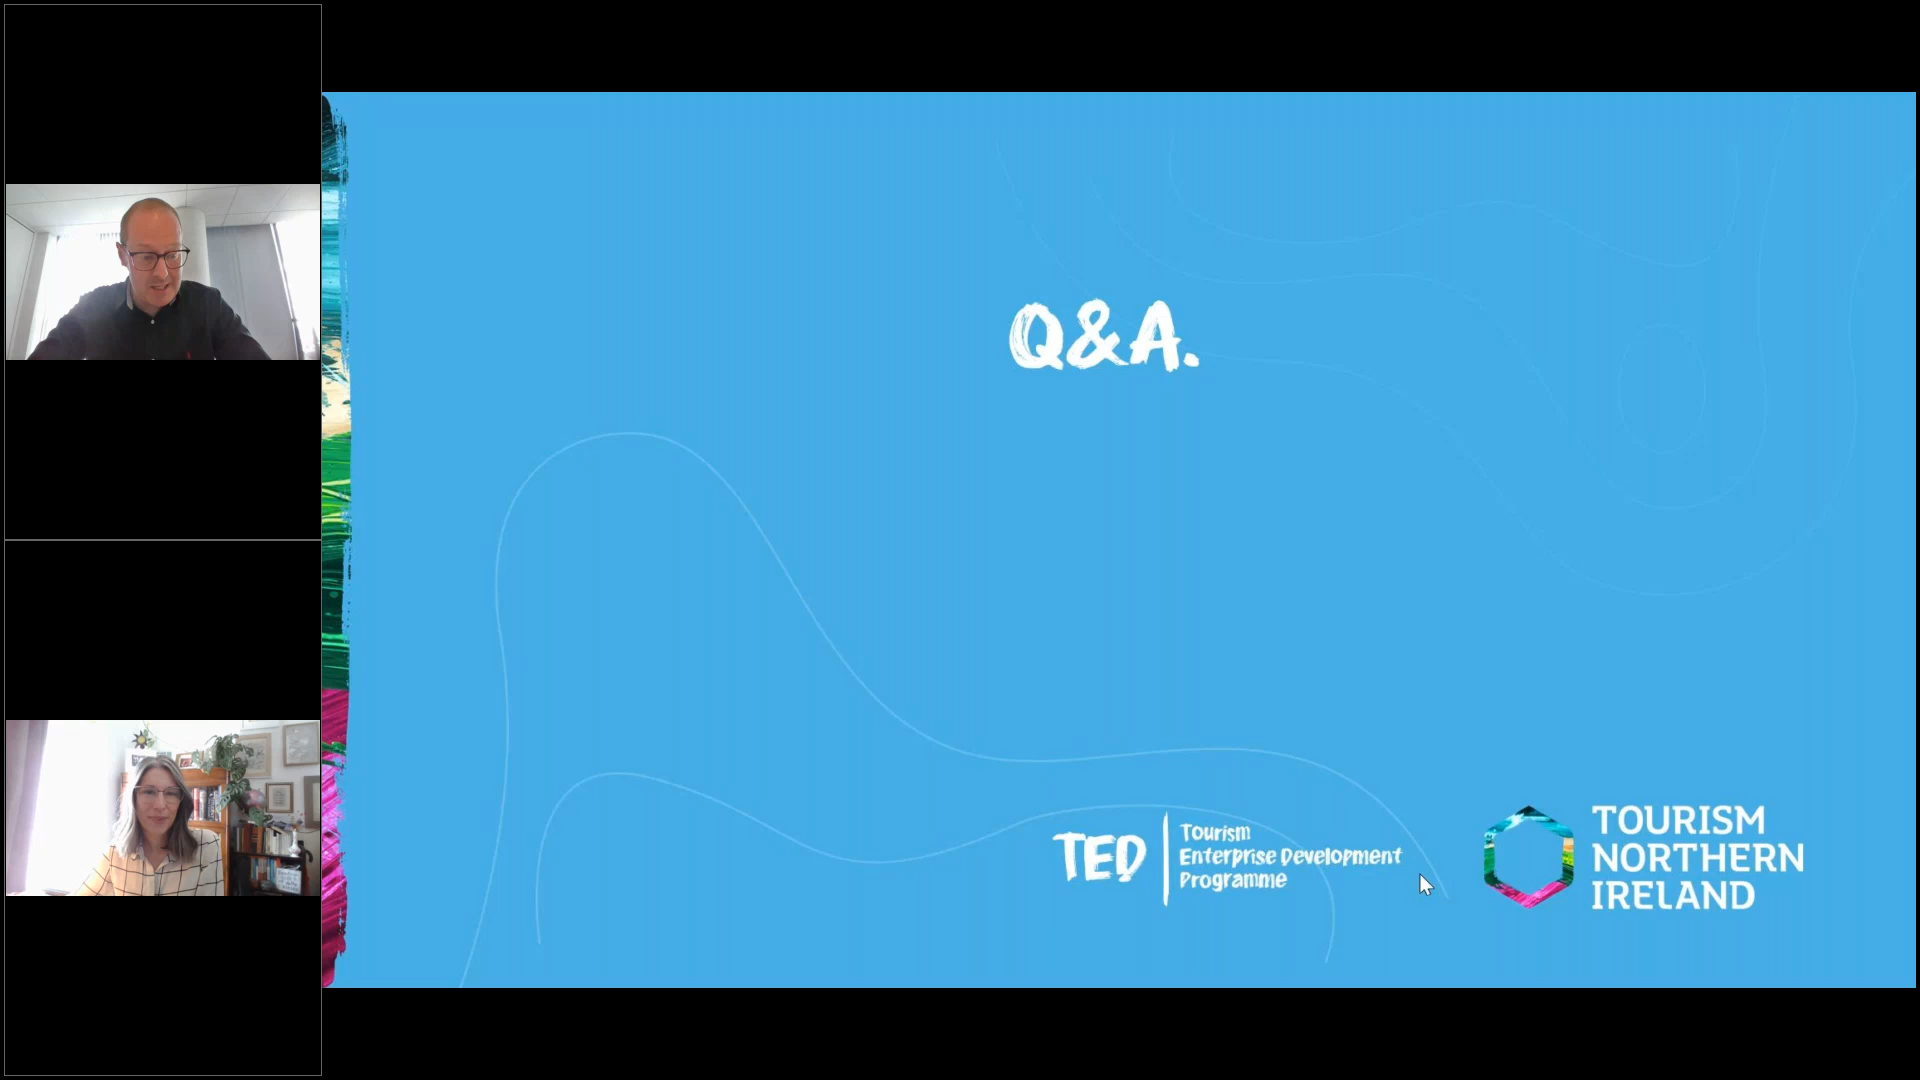 Q&A.
TED
Tourism
Enterprise Development
Programme
TOURISM
NORTHERN
IRELAND